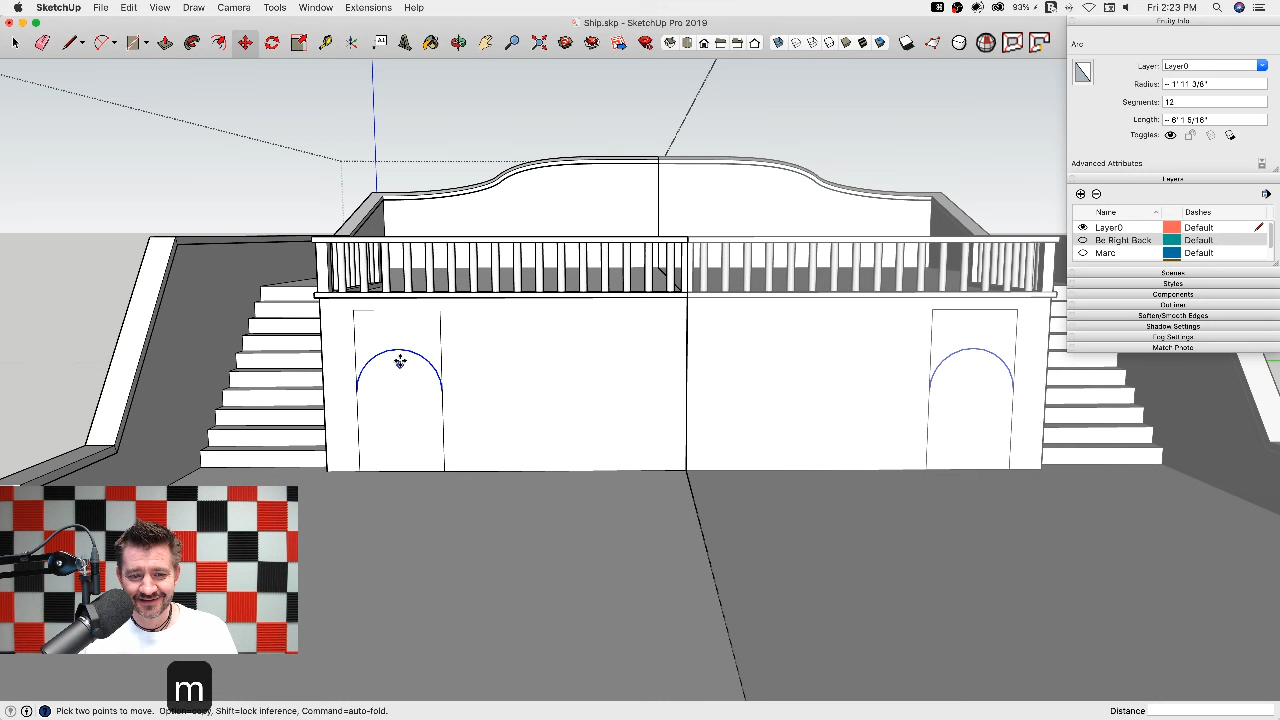 SketchUp File Edit View Draw Camera Tools Window Extensions Help
93% Fri 2:23 PM
Ship.skp - SketchUp Pro 2019
A1
Entity Info
Arc
Layer: Layer0
Radius: ~ 1' 11 3/8"
Segments: 12
Length: ~ 6' 1 5/16"
Toggles:
Advanced Attributes
Layers
Name Dashes
Layer0 Default
Be Right Back Default
Marc Default
Scenes
Styles
Components
Outliner
Soften/Smooth Edges
Shadow Settings
Fog Settings
Match Photo
m
Pick two points to move. Option=copy, Shift=lock inference, Command=auto-fold.
Distance